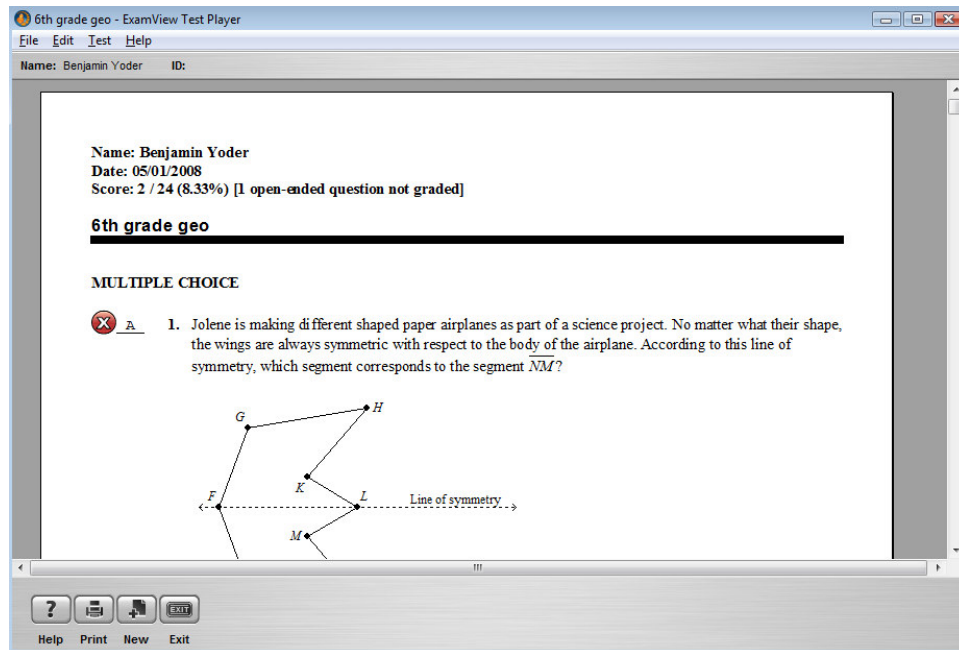 6th grade geo - ExamView Test Player
File Edit Test Help
Name: Benjamin Yoder ID:
Name: Benjamin Yoder
Date: 05/01/2008
Score: 2 / 24 (8.33%) [1 open-ended question not graded]
6th grade geo
MULTIPLE CHOICE
A 1. Jolene is making different shaped paper airplanes as part of a science project. No matter what their shape,
the wings are always symmetric with respect to the body of the airplane. According to this line of
symmetry, which segment corresponds to the segment NM?
H
G
K
F L Line of symmetry
M
? EXIT
Help Print New Exit